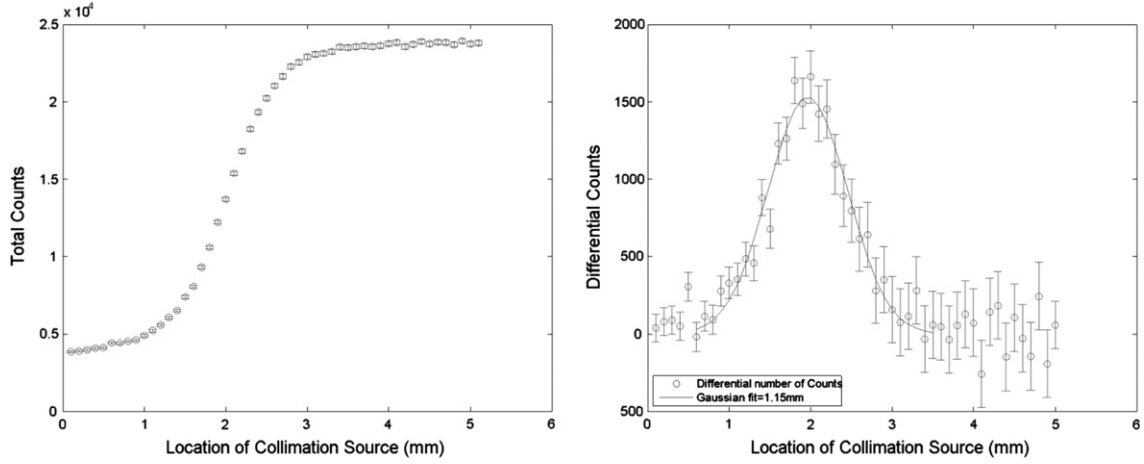 x 10⁴
2.5
2
1.5
1
0.5
0
0 1 2 3 4 5 6
Total Counts
Location of Collimation Source (mm)
2000
1500
1000
500
0
500
0 1 2 3 4 5 6
Differential Counts
Differential number of Counts
Gaussian fit=1.15mm
Location of Collimation Source (mm)